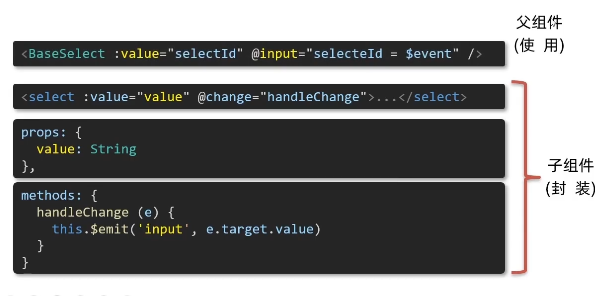 父组件
(使 用)
<BaseSelect :value="selectId" @input="selecteId = $event" />
<select :value="value" @change="handleChange">...</select>
props: {
value: String
},
methods: {
handleChange (e) {
this.$emit('input', e.target.value)
}
}
子组件
(封 装)